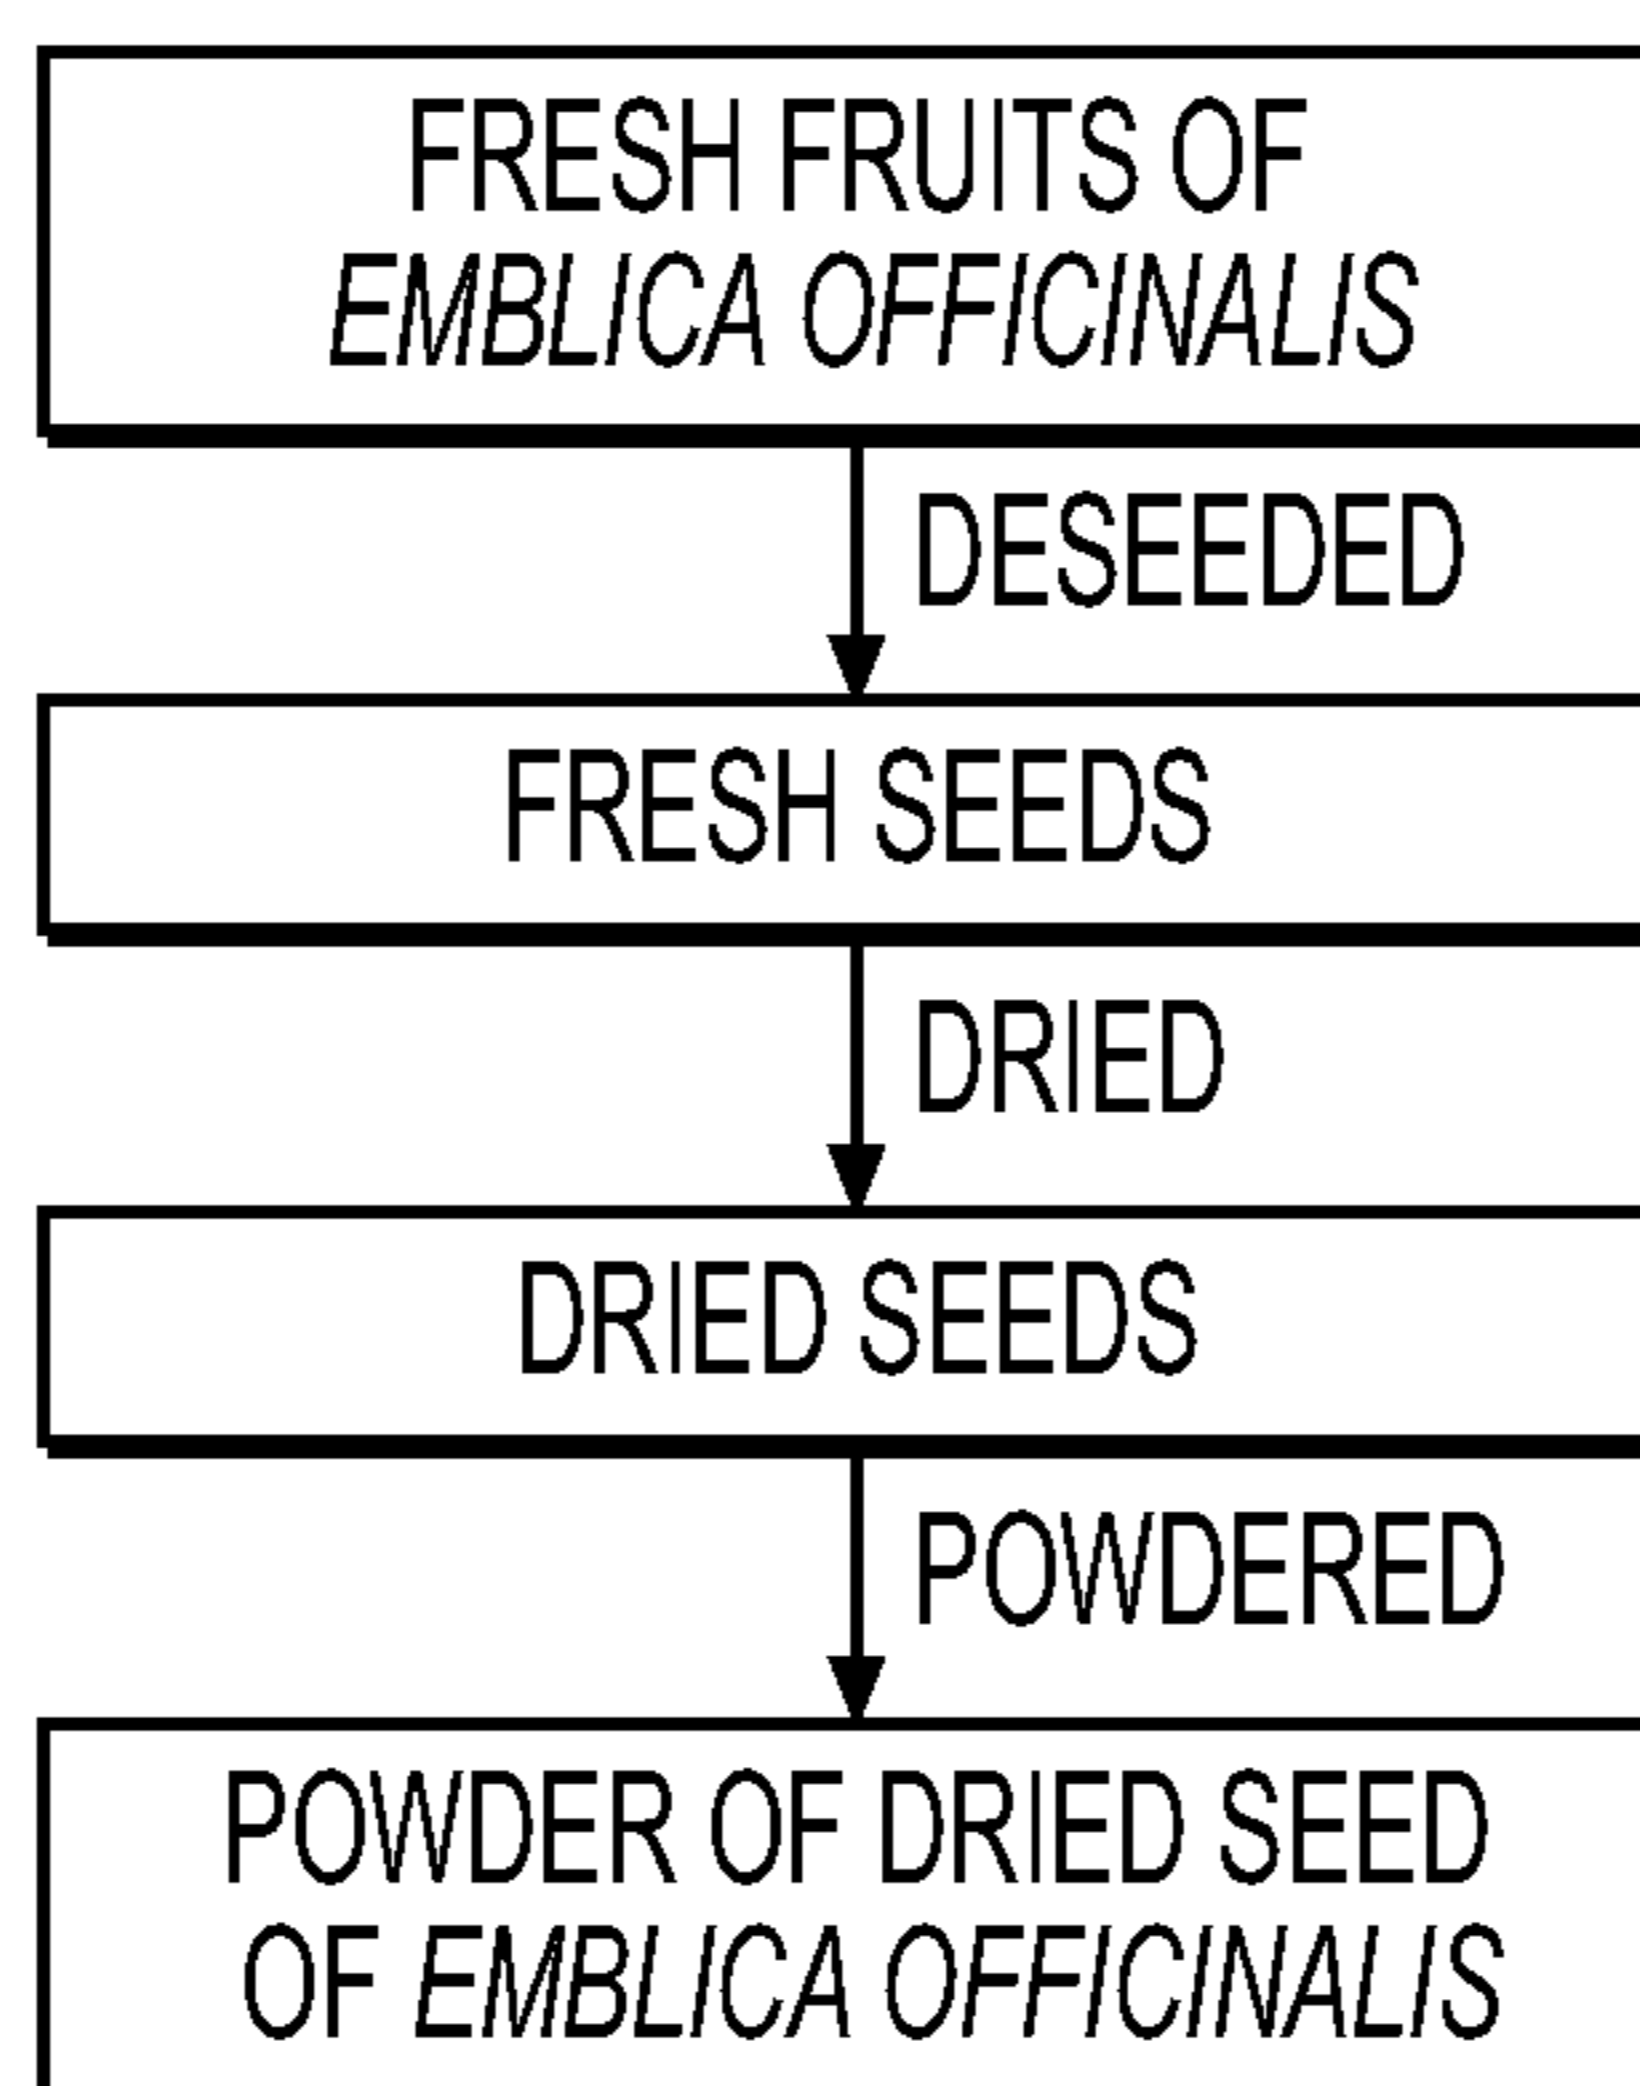 FRESH FRUITS OF
EMBLICA OFFICINALIS
DESEEDED
FRESH SEEDS
DRIED
DRIED SEEDS
POWDERED
POWDER OF DRIED SEED
OF EMBLICA OFFICINALIS